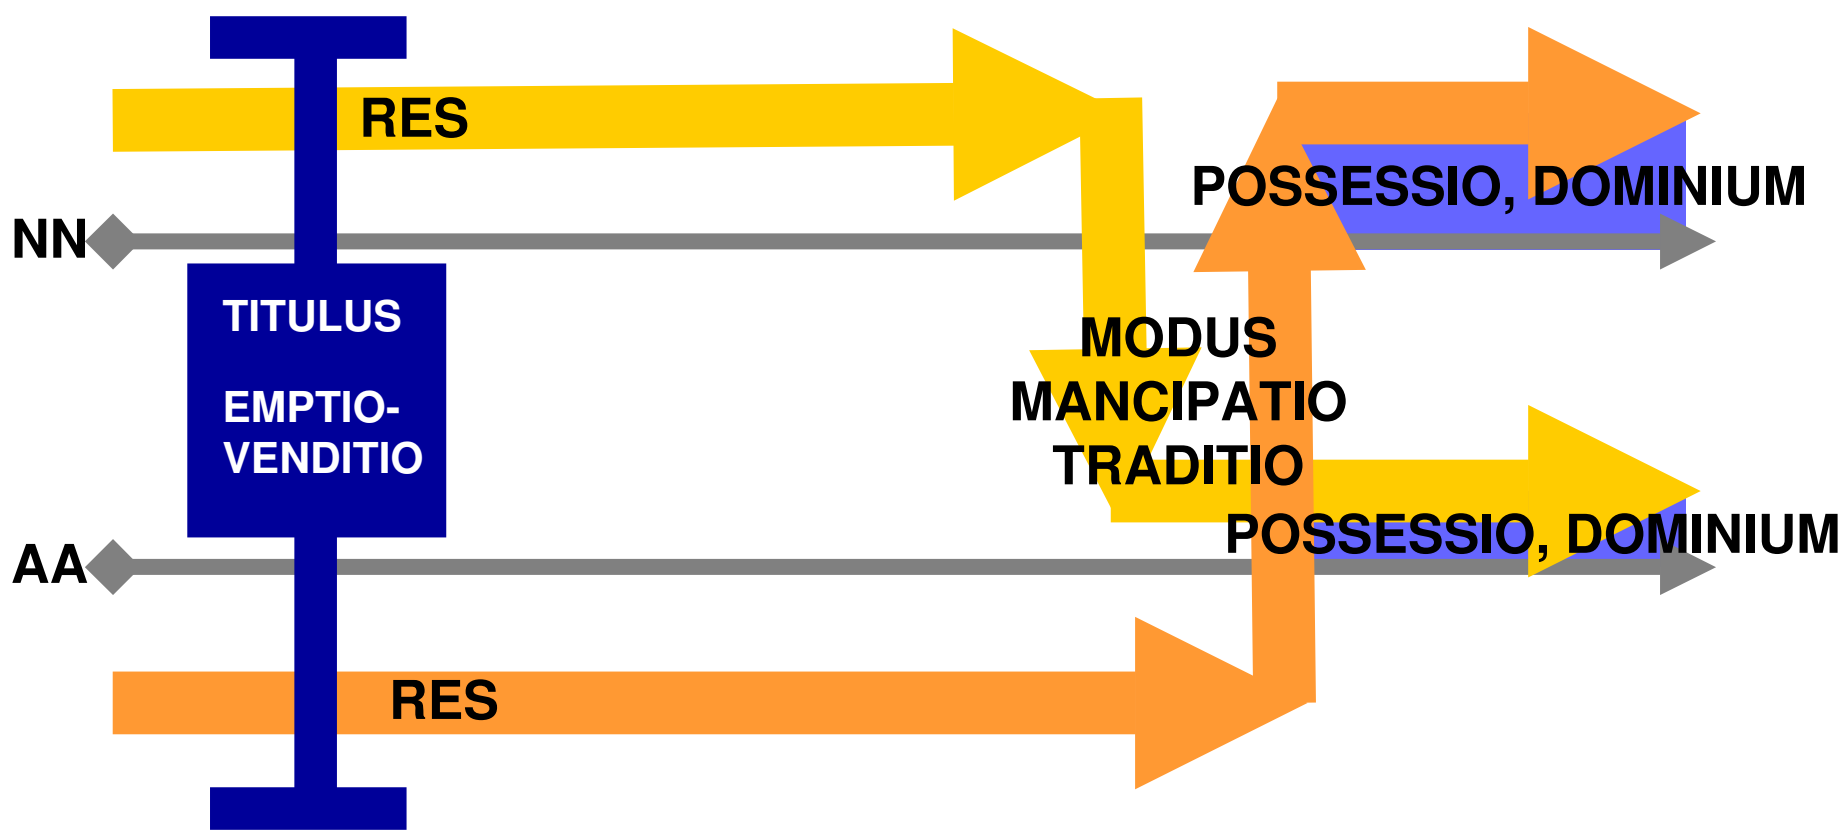 RES
POSSESSIO, DOMINIUM
NN
TITULUS
EMPTIO-
VENDITIO
MODUS
MANCIPATIO
TRADITIO
POSSESSIO, DOMINIUM
AA
RES